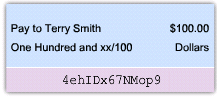 Pay to Terry Smith $100.00
One Hundred and xx/100 Dollars
4ehIDx67NMop9